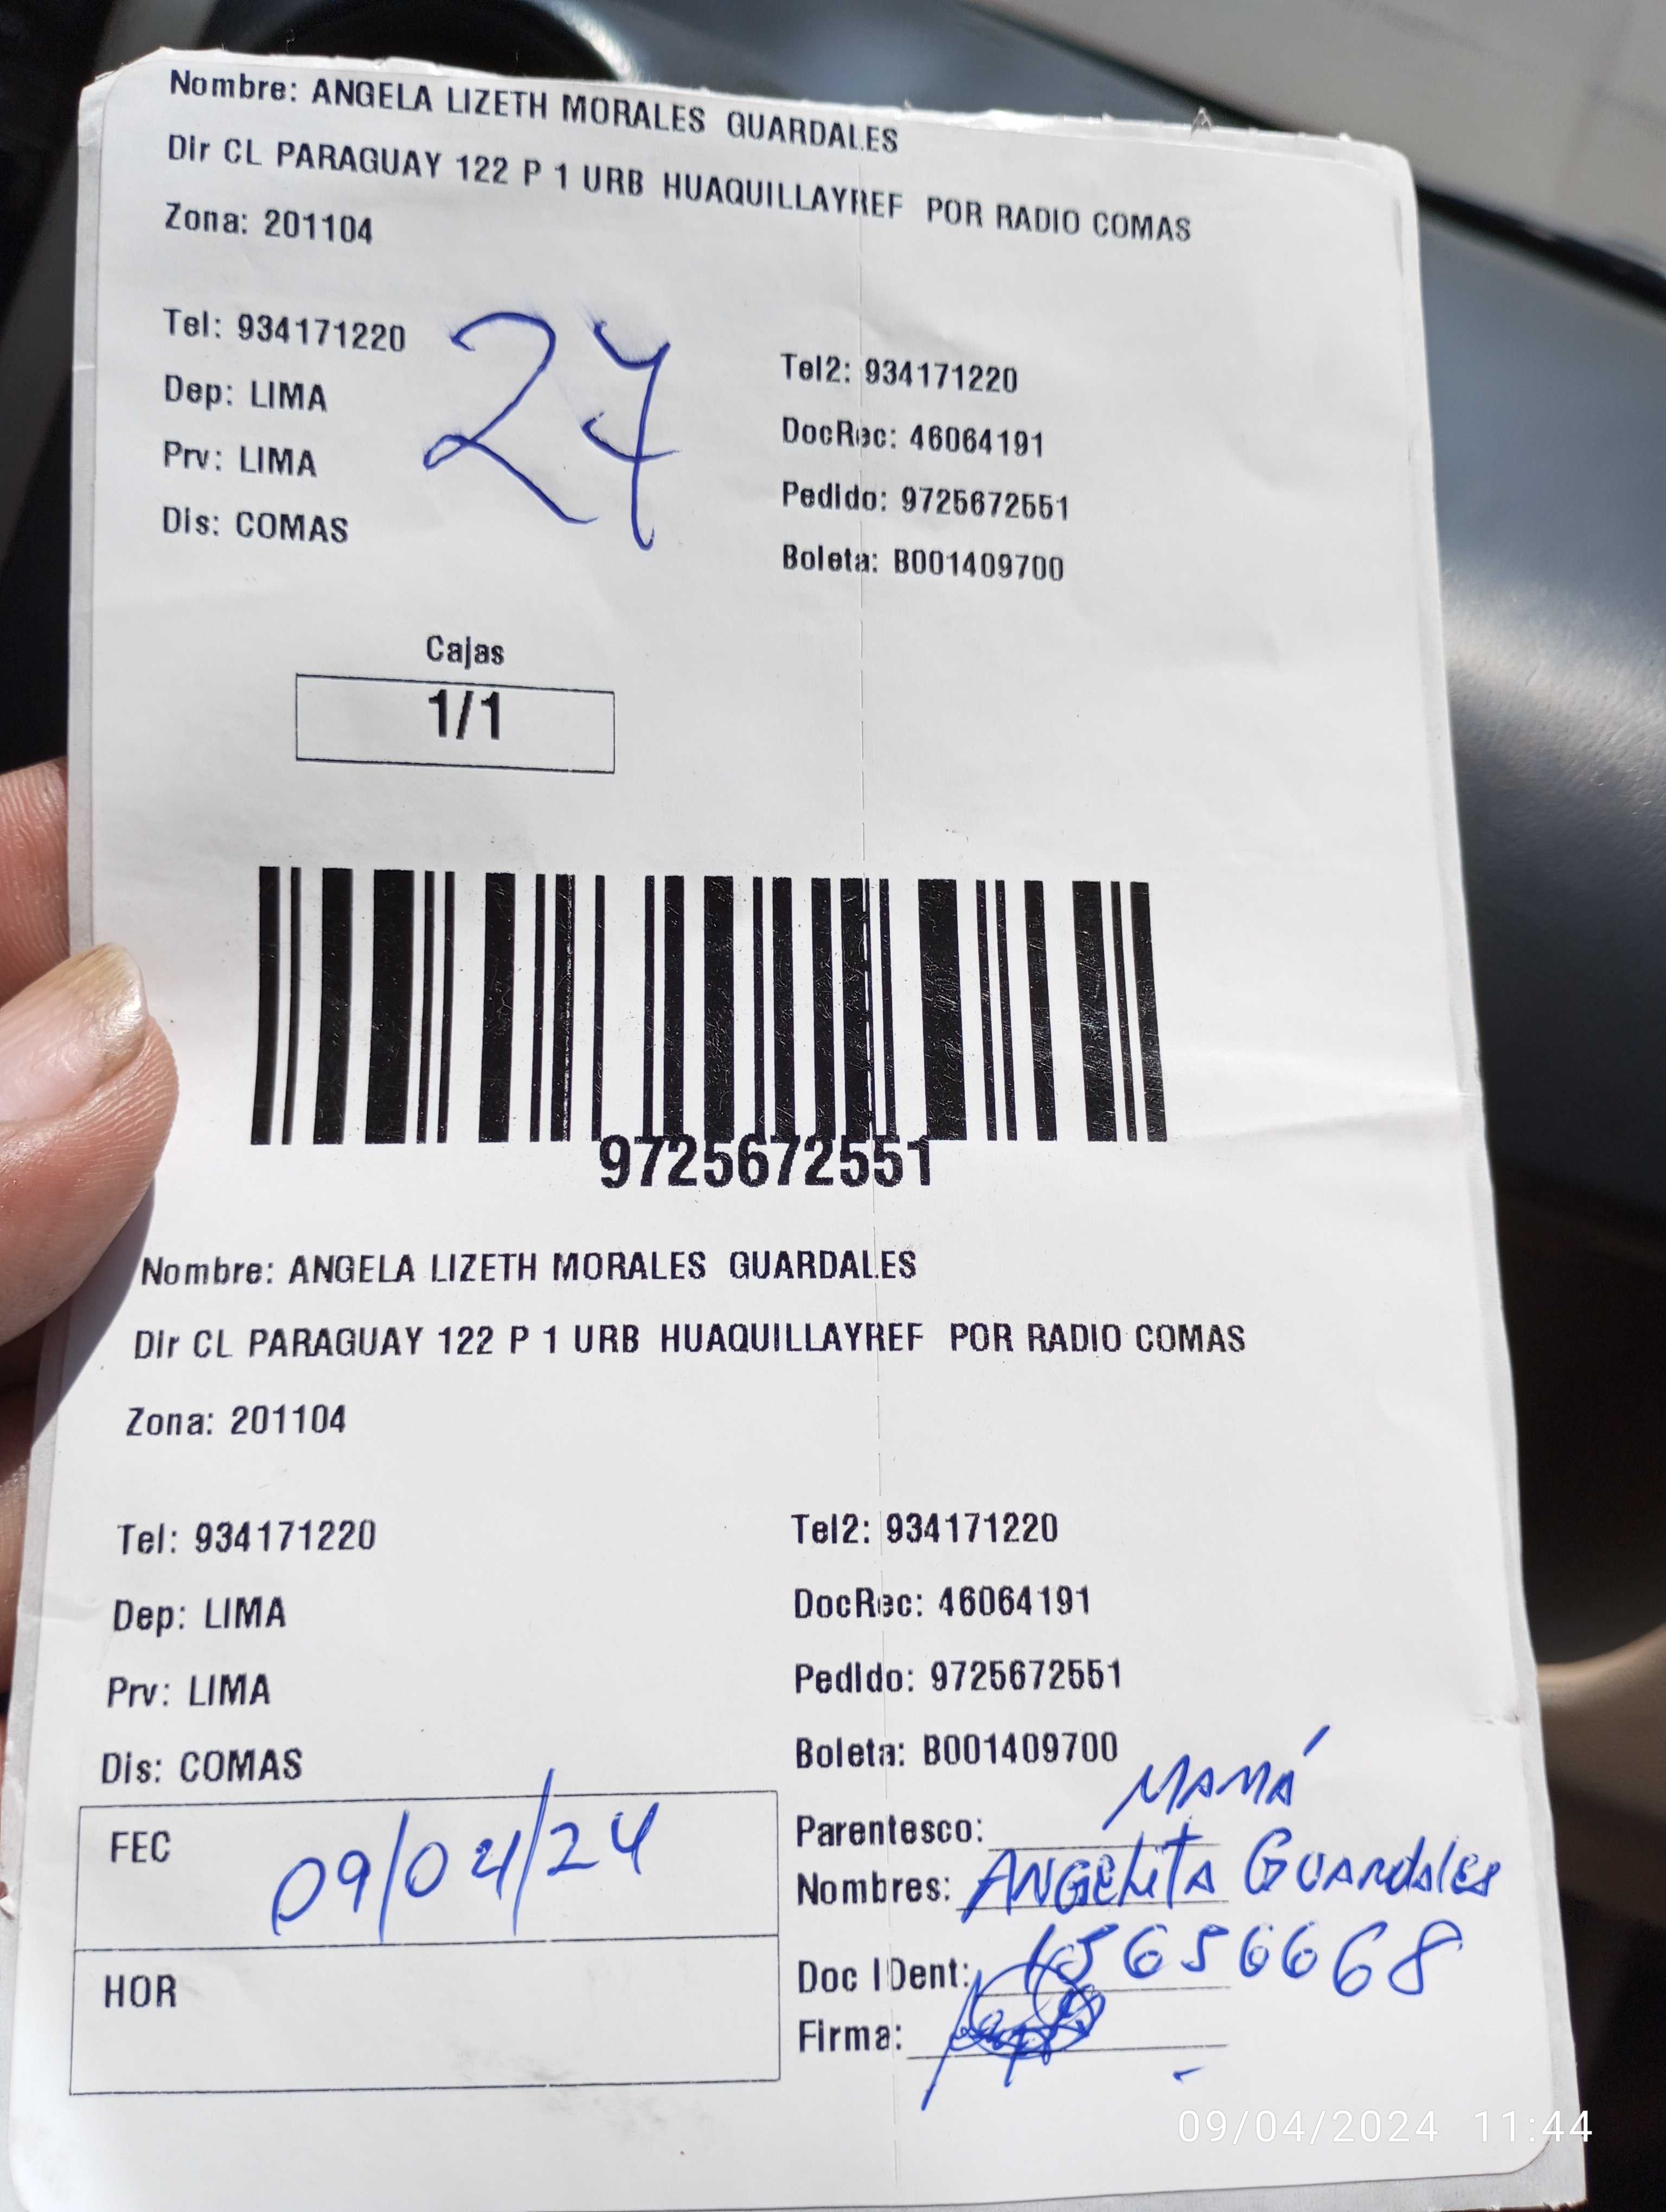 Nombre: ANGELA LIZETH MORALES GUARDALES
Dir CL PARAGUAY 122 P 1 URB HUAQUILLAYREF POR RADIO COMAS
Zona: 201104
Tel: 934171220
27
Tel2: 934171220
Dep: LIMA
DocRec: 46064191
Prv: LIMA
Pedido: 9725672551
Dis: COMAS
Boleta: B001409700
Cajas
1/1
9725672551
Nombre: ANGELA LIZETH MORALES GUARDALES
Dir CL PARAGUAY 122 P 1 URB HUAQUILLAYREF POR RADIO COMAS
Zona: 201104
Tel: 934171220 Tel2: 934171220
Dep: LIMA DocRec: 46064191
Prv: LIMA Pedido: 9725672551
Dis: COMAS Boleta: B001409700
FEC 09/04/24
Parentesco: MAMÁ
Nombres: ANGELITA GUARDALES
HOR
Doc IDent:
Firma:
09/04/2024 11:44